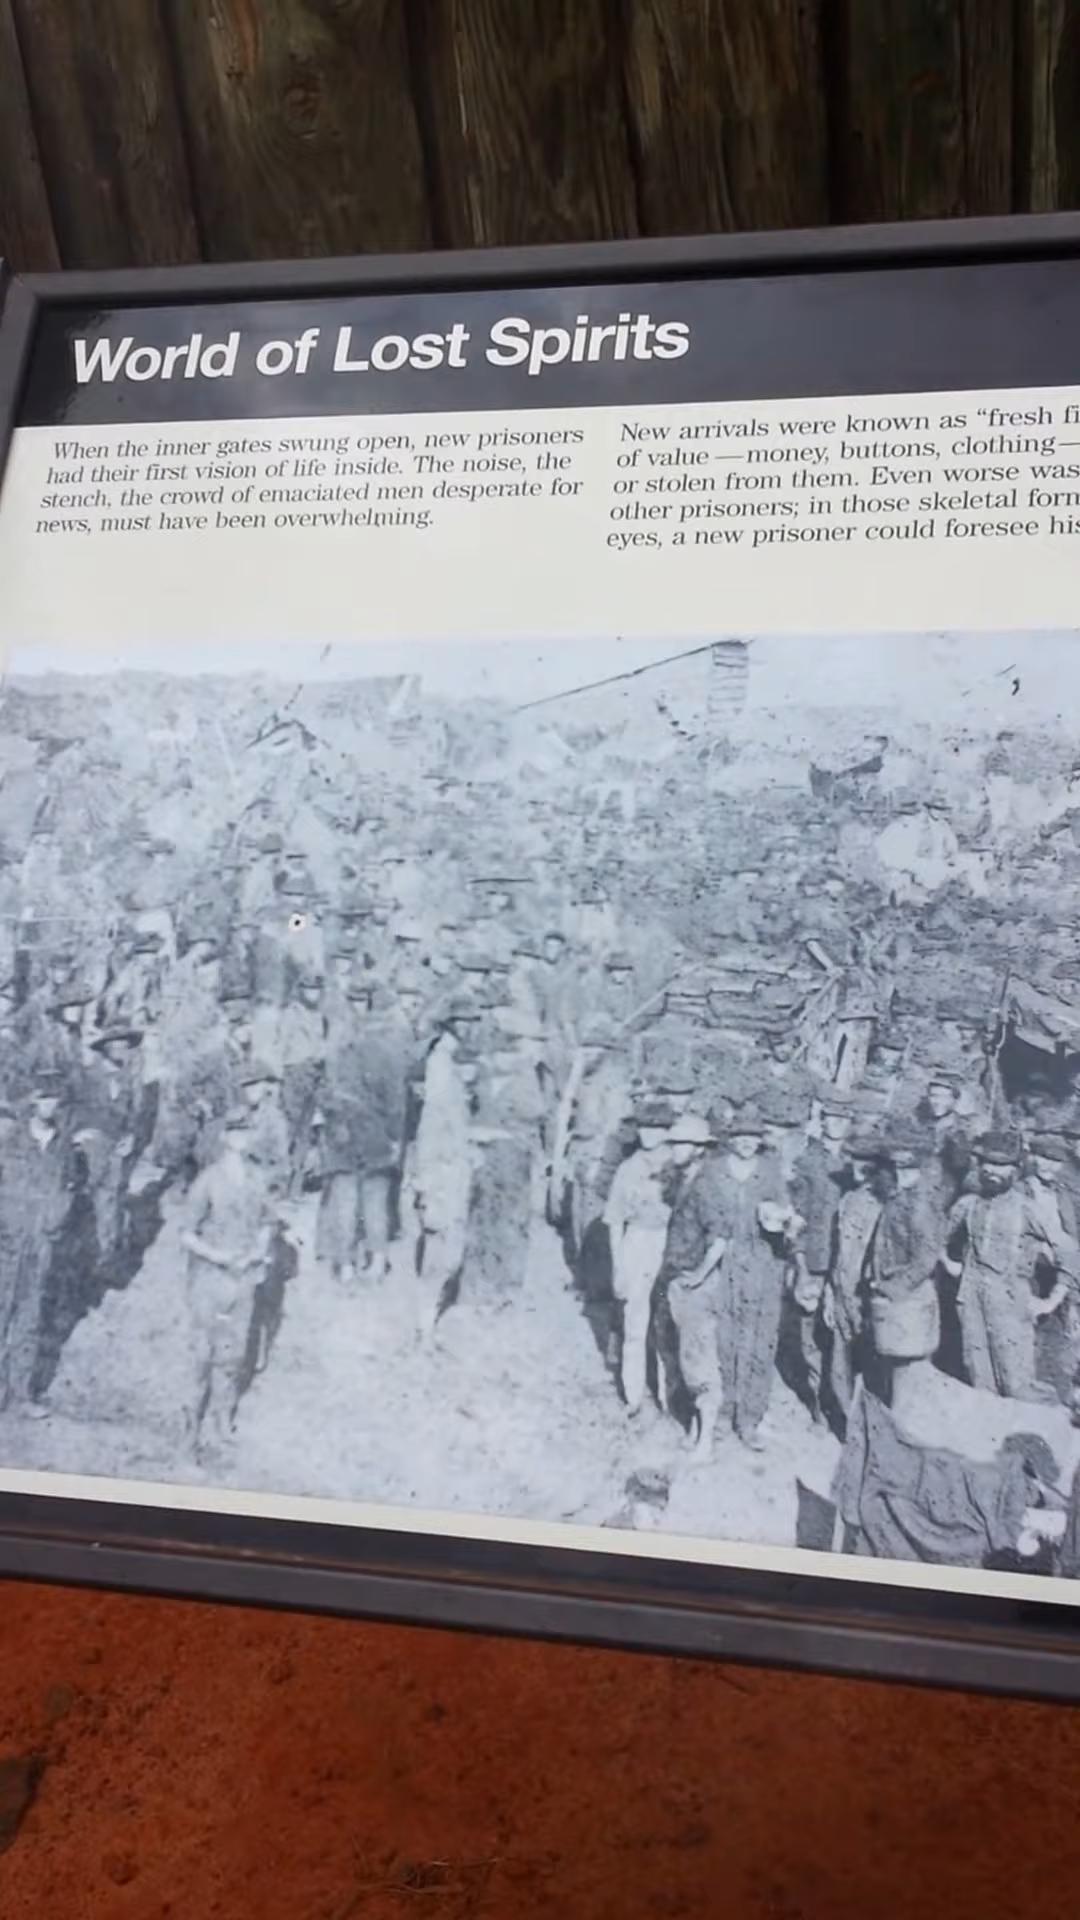 World of Lost Spirits
When the inner gates swung open, new prisoners
had their first vision of life inside. The noise, the
stench, the crowd of emaciated men desperate for
news, must have been overwhelming.
New arrivals were known as “fresh fi
of value—money, buttons, clothing—
or stolen from them. Even worse was
other prisoners; in those skeletal form
eyes, a new prisoner could foresee his